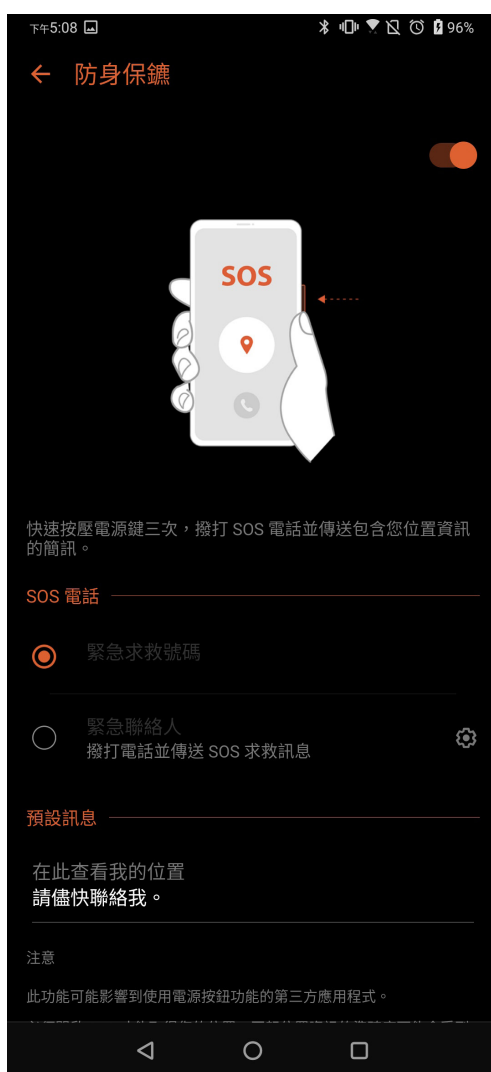 下午5:08
96%
防身保鑣
SOS
快速按壓電源鍵三次，撥打 SOS 電話並傳送包含您位置資訊
的簡訊。
SOS 電話
緊急求救號碼
緊急聯絡人
撥打電話並傳送 SOS 求救訊息
預設訊息
在此查看我的位置
請儘快聯絡我。
注意
此功能可能影響到使用電源按鈕功能的第三方應用程式。